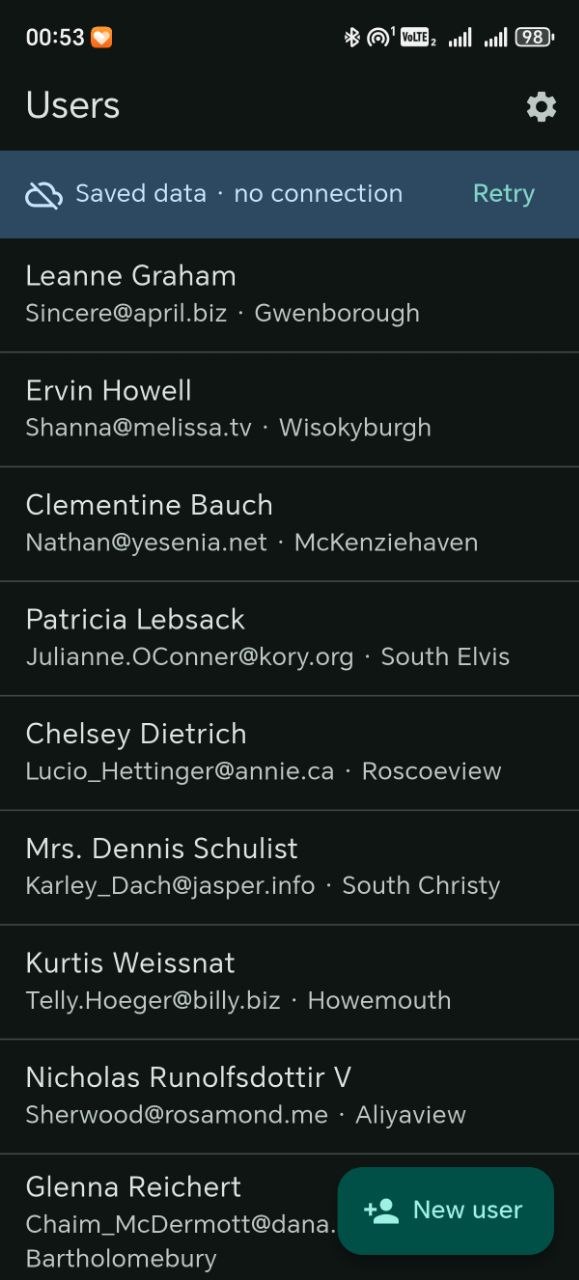 00:53
1 VoLTE 2 98
Users
Saved data · no connection Retry
Leanne Graham
Sincere@april.biz · Gwenborough
Ervin Howell
Shanna@melissa.tv · Wisokyburgh
Clementine Bauch
Nathan@yesenia.net · McKenziehaven
Patricia Lebsack
Julianne.OConner@kory.org · South Elvis
Chelsey Dietrich
Lucio_Hettinger@annie.ca · Roscoeview
Mrs. Dennis Schulist
Karley_Dach@jasper.info · South Christy
Kurtis Weissnat
Telly.Hoeger@billy.biz · Howemouth
Nicholas Runolfsdottir V
Sherwood@rosamond.me · Aliyaview
Glenna Reichert
Chaim_McDermott@dana.
Bartholomebury
New user